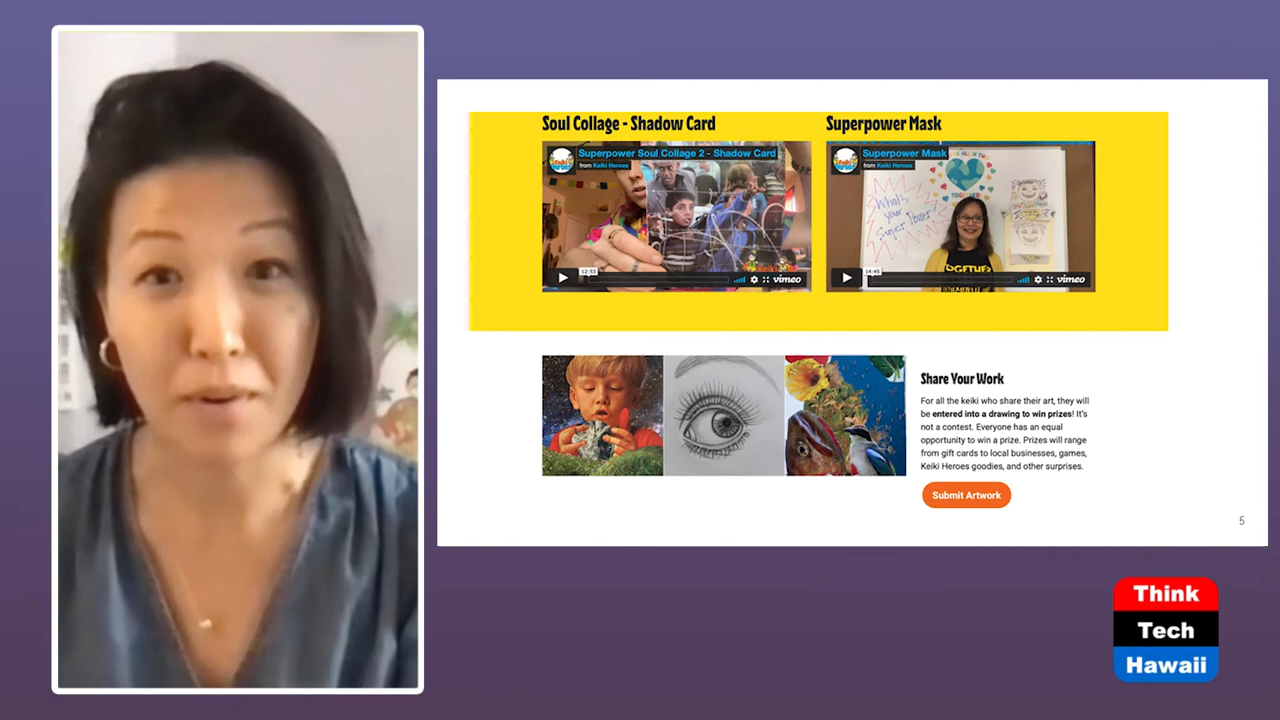 Soul Collage - Shadow Card
Superpower Mask
Superpower Soul Collage 2 - Shadow Card
from Keiki Heroes
12:53
vimeo
Superpower Mask
from Keiki Heroes
TOGETHER
What's
your
Super Power
14:45
vimeo
Share Your Work
For all the keiki who share their art, they will
be entered into a drawing to win prizes! It's
not a contest. Everyone has an equal
opportunity to win a prize. Prizes will range
from gift cards to local businesses, games,
Keiki Heroes goodies, and other surprises.
Submit Artwork
5
Think
Tech
Hawaii